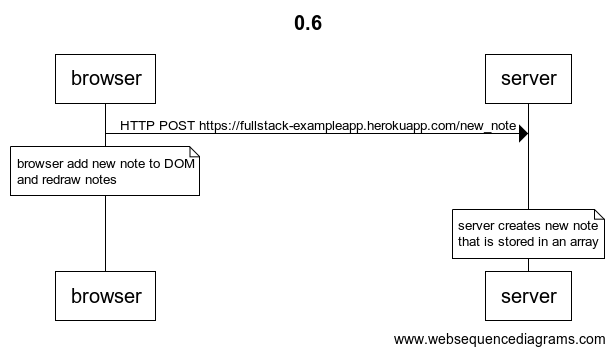 0.6
browser
server
HTTP POST https://fullstack-exampleapp.herokuapp.com/new_note
browser add new note to DOM
and redraw notes
server creates new note
that is stored in an array
browser
server
www.websequencediagrams.com